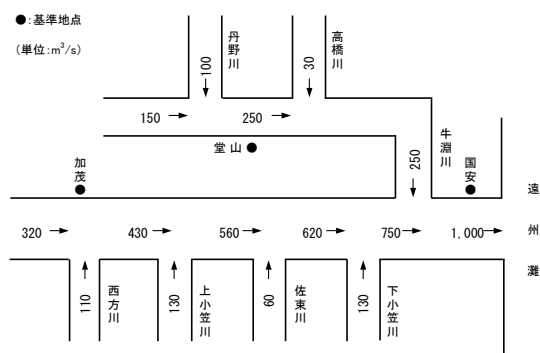 ●:基準地点
(単位:m³/s)
丹野川
高橋川
100
30
150
250
牛淵川
堂山
250
加茂
国安
遠州灘
320
430
560
620
750
1,000
110
西方川
130
上小笠川
60
佐束川
130
下小笠川